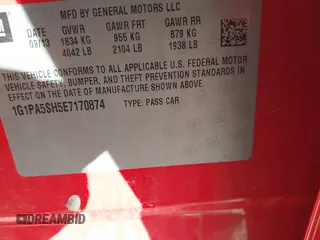 GM
MFD BY GENERAL MOTORS LLC
DATE GVWR GAWR FRT GAWR RR
09/13 1834 KG 955 KG 879 KG
4042 LB 2104 LB 1938 LB
THIS VEHICLE CONFORMS TO ALL APPLICABLE U.S. FEDERAL MOTOR
VEHICLE SAFETY, BUMPER, AND THEFT PREVENTION STANDARDS IN
EFFECT ON THE DATE OF MANUFACTURE SHOWN ABOVE.
1G1PA5SH5E7170874 TYPE: PASS CAR
DREAMBID